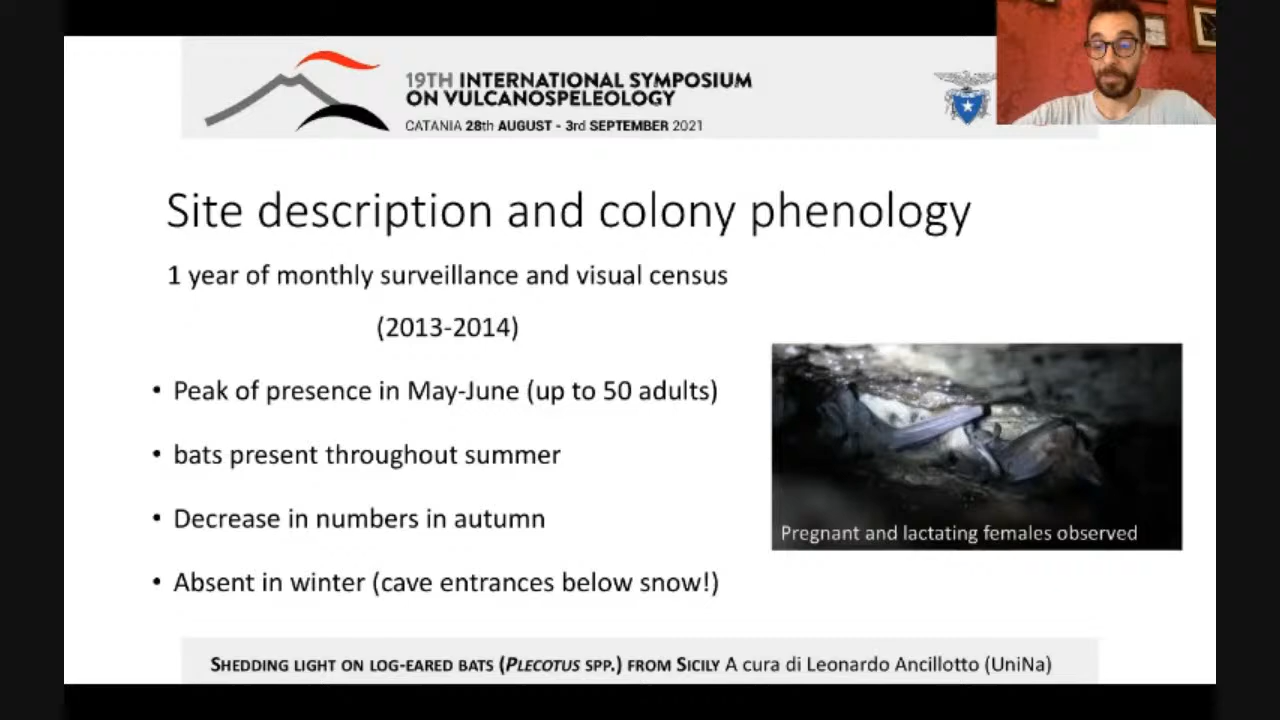 19TH INTERNATIONAL SYMPOSIUM
ON VULCANOSPELEOLOGY
CATANIA 28th AUGUST - 3rd SEPTEMBER 2021
Site description and colony phenology
1 year of monthly surveillance and visual census
(2013-2014)
• Peak of presence in May-June (up to 50 adults)
• bats present throughout summer
• Decrease in numbers in autumn
• Absent in winter (cave entrances below snow!)
Pregnant and lactating females observed
SHEDDING LIGHT ON LOG-EARED BATS (PLECOTUS SPP.) FROM SICILY A cura di Leonardo Ancillotto (UniNa)